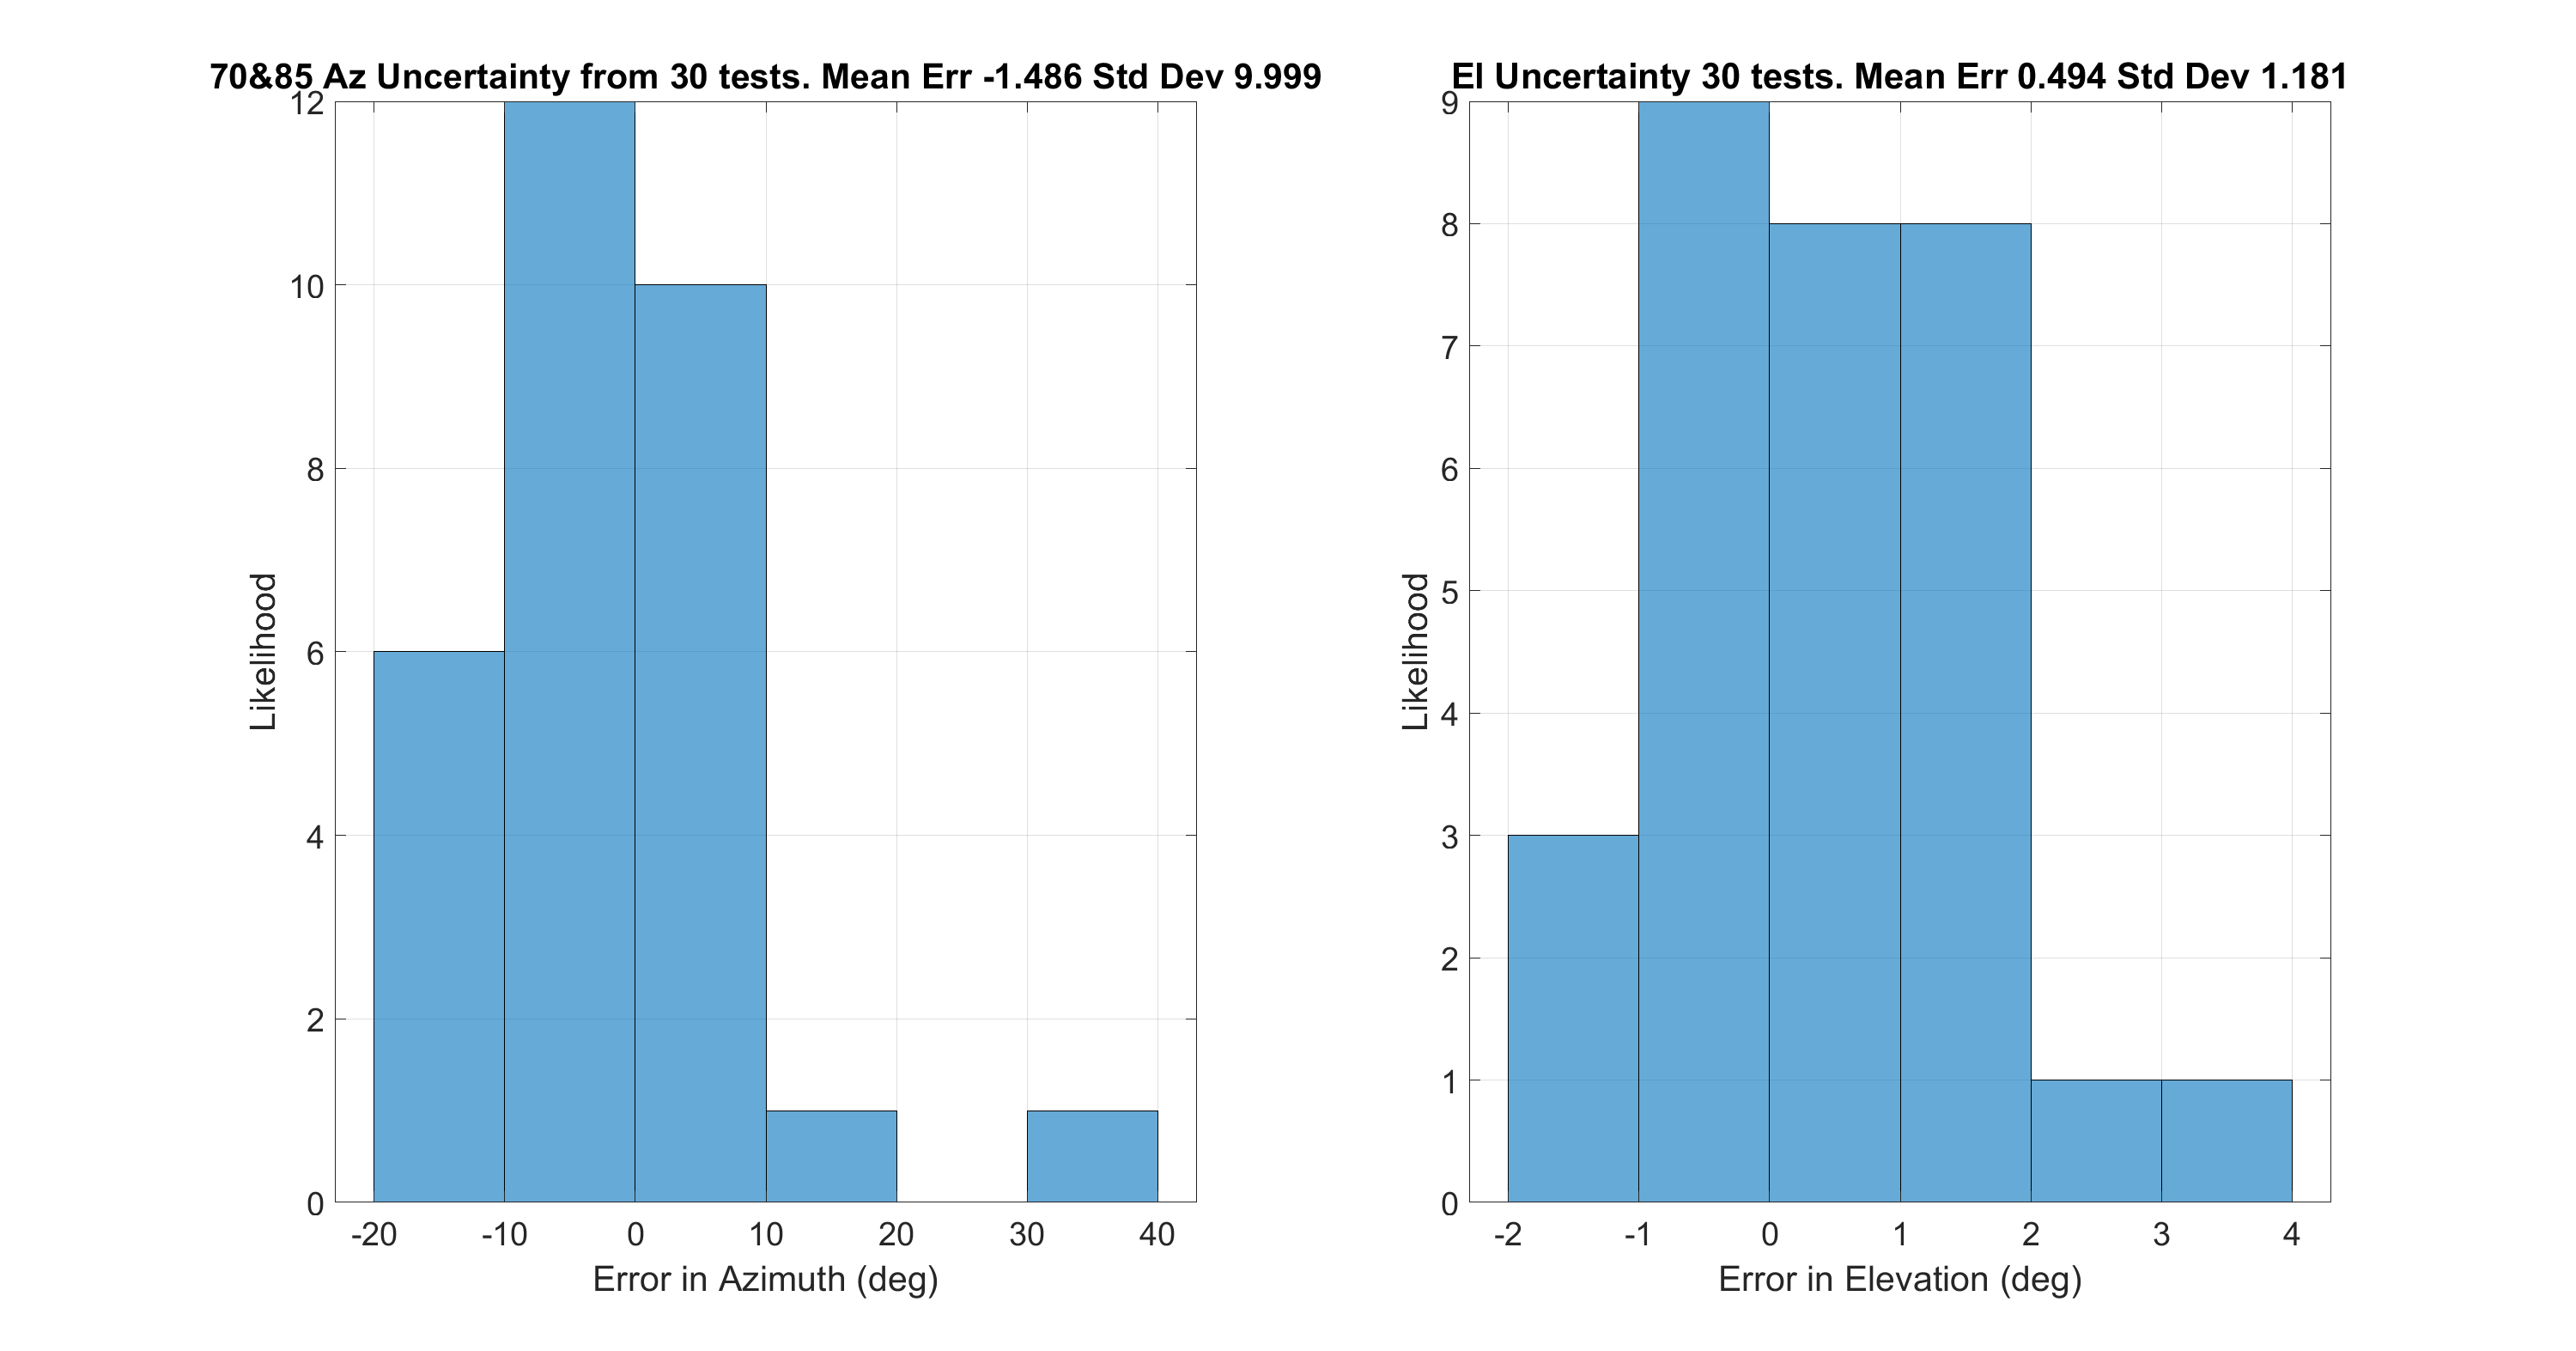 70&85 Az Uncertainty from 30 tests. Mean Err -1.486 Std Dev 9.999
12
10
8
6
4
2
0
Likelihood
-20 -10 0 10 20 30 40
Error in Azimuth (deg)
El Uncertainty 30 tests. Mean Err 0.494 Std Dev 1.181
9
8
7
6
5
4
3
2
1
0
Likelihood
-2 -1 0 1 2 3 4
Error in Elevation (deg)